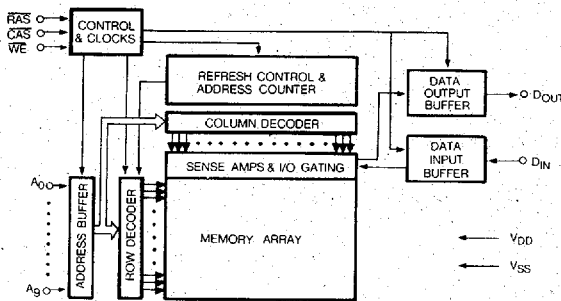 RAS
CAS
WE
CONTROL
& CLOCKS
REFRESH CONTROL &
ADDRESS COUNTER
DATA
OUTPUT
BUFFER
DOUT
COLUMN DECODER
SENSE AMPS & I/O GATING
DATA
INPUT
BUFFER
DIN
A0
ADDRESS BUFFER
ROW DECODER
MEMORY ARRAY
VDD
VSS
A9